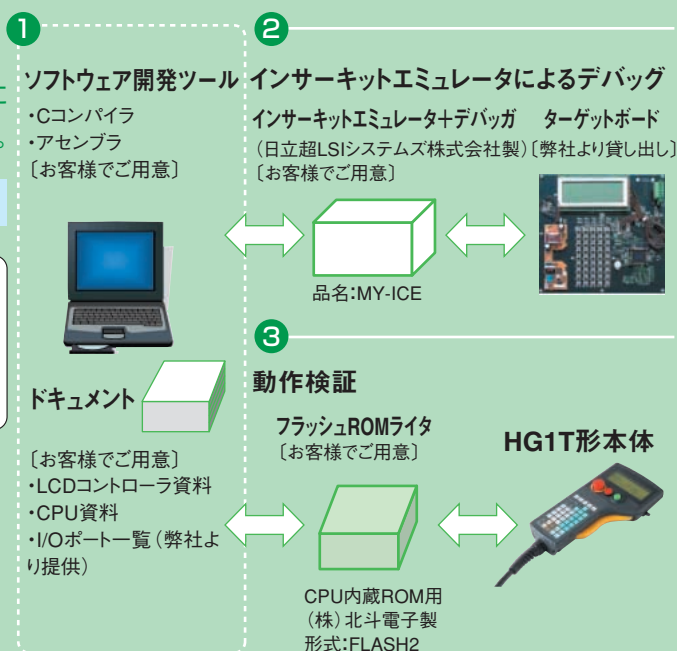 1
ソフトウェア開発ツール
・Cコンパイラ
・アセンブラ
〔お客様でご用意〕
ドキュメント
〔お客様でご用意〕
・LCDコントローラ資料
・CPU資料
・I/Oポート一覧（弊社よ
り提供）
2
インサーキットエミュレータによるデバッグ
インサーキットエミュレータ＋デバッガ
（日立超LSIシステムズ株式会社製）
〔お客様でご用意〕
品名：MY-ICE
ターゲットボード
〔弊社より貸し出し〕
3
動作検証
フラッシュROMライタ
〔お客様でご用意〕
CPU内蔵ROM用
（株）北斗電子製
形式：FLASH2
HG1T形本体